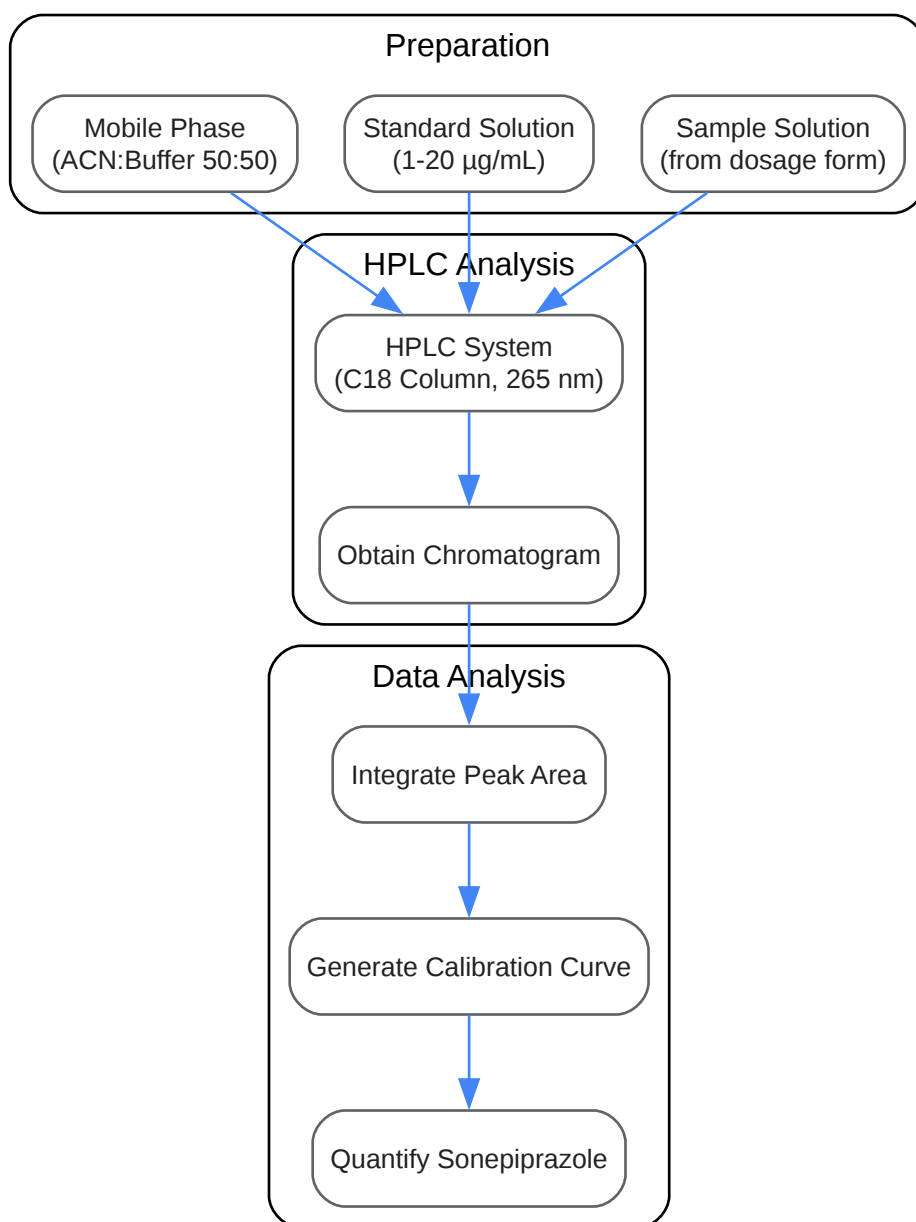 Preparation
Mobile Phase
(ACN:Buffer 50:50)
Standard Solution
(1-20 µg/mL)
Sample Solution
(from dosage form)
HPLC Analysis
HPLC System
(C18 Column, 265 nm)
Obtain Chromatogram
Data Analysis
Integrate Peak Area
Generate Calibration Curve
Quantify Sonepiprazole